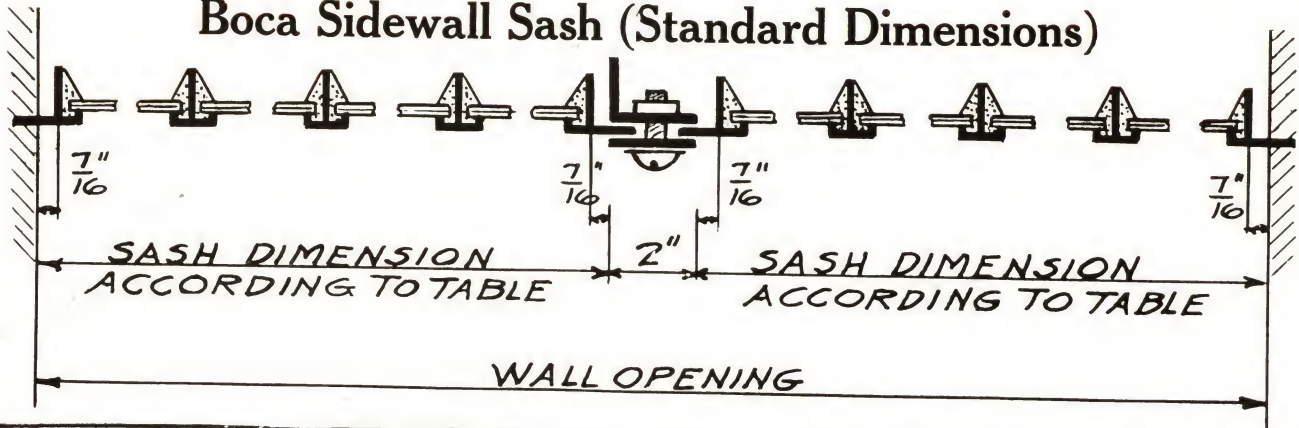 Boca Sidewall Sash (Standard Dimensions)
7/16"
7/16"
7/16"
7/16"
SASH DIMENSION
ACCORDING TO TABLE
2"
SASH DIMENSION
ACCORDING TO TABLE
WALL OPENING